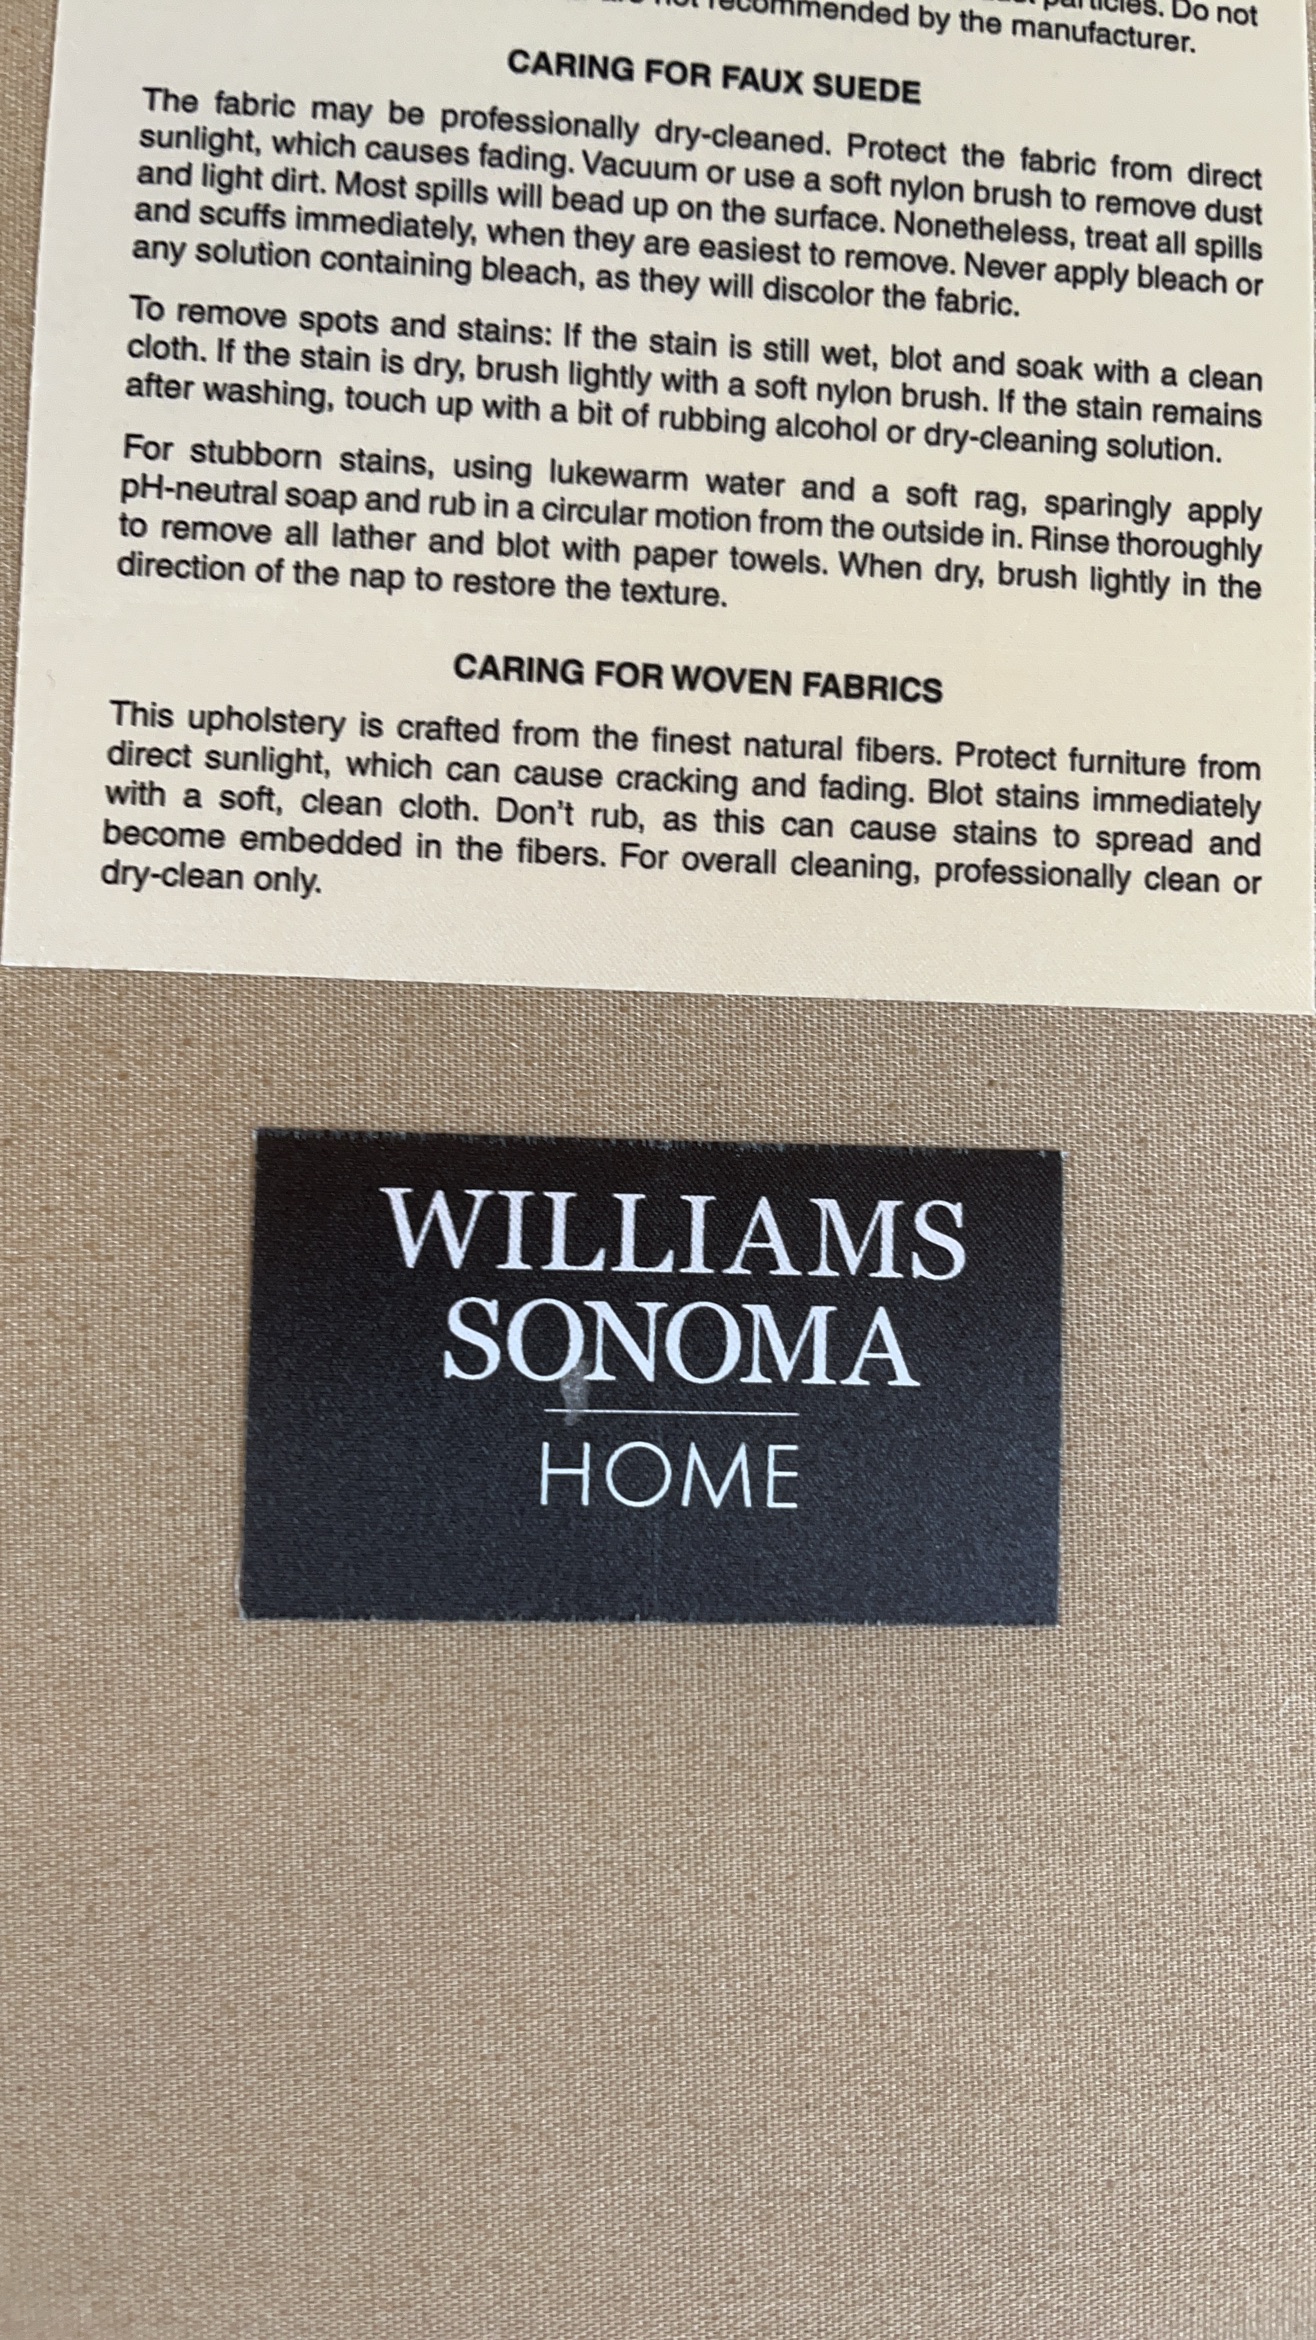 particles. Do not
not recommended by the manufacturer.
CARING FOR FAUX SUEDE
The fabric may be professionally dry-cleaned. Protect the fabric from direct
sunlight, which causes fading. Vacuum or use a soft nylon brush to remove dust
and light dirt. Most spills will bead up on the surface. Nonetheless, treat all spills
and scuffs immediately, when they are easiest to remove. Never apply bleach or
any solution containing bleach, as they will discolor the fabric.
To remove spots and stains: If the stain is still wet, blot and soak with a clean
cloth. If the stain is dry, brush lightly with a soft nylon brush. If the stain remains
after washing, touch up with a bit of rubbing alcohol or dry-cleaning solution.
For stubborn stains, using lukewarm water and a soft rag, sparingly apply
pH-neutral soap and rub in a circular motion from the outside in. Rinse thoroughly
to remove all lather and blot with paper towels. When dry, brush lightly in the
direction of the nap to restore the texture.
CARING FOR WOVEN FABRICS
This upholstery is crafted from the finest natural fibers. Protect furniture from
direct sunlight, which can cause cracking and fading. Blot stains immediately
with a soft, clean cloth. Don't rub, as this can cause stains to spread and
become embedded in the fibers. For overall cleaning, professionally clean or
dry-clean only.
WILLIAMS
SONOMA
HOME